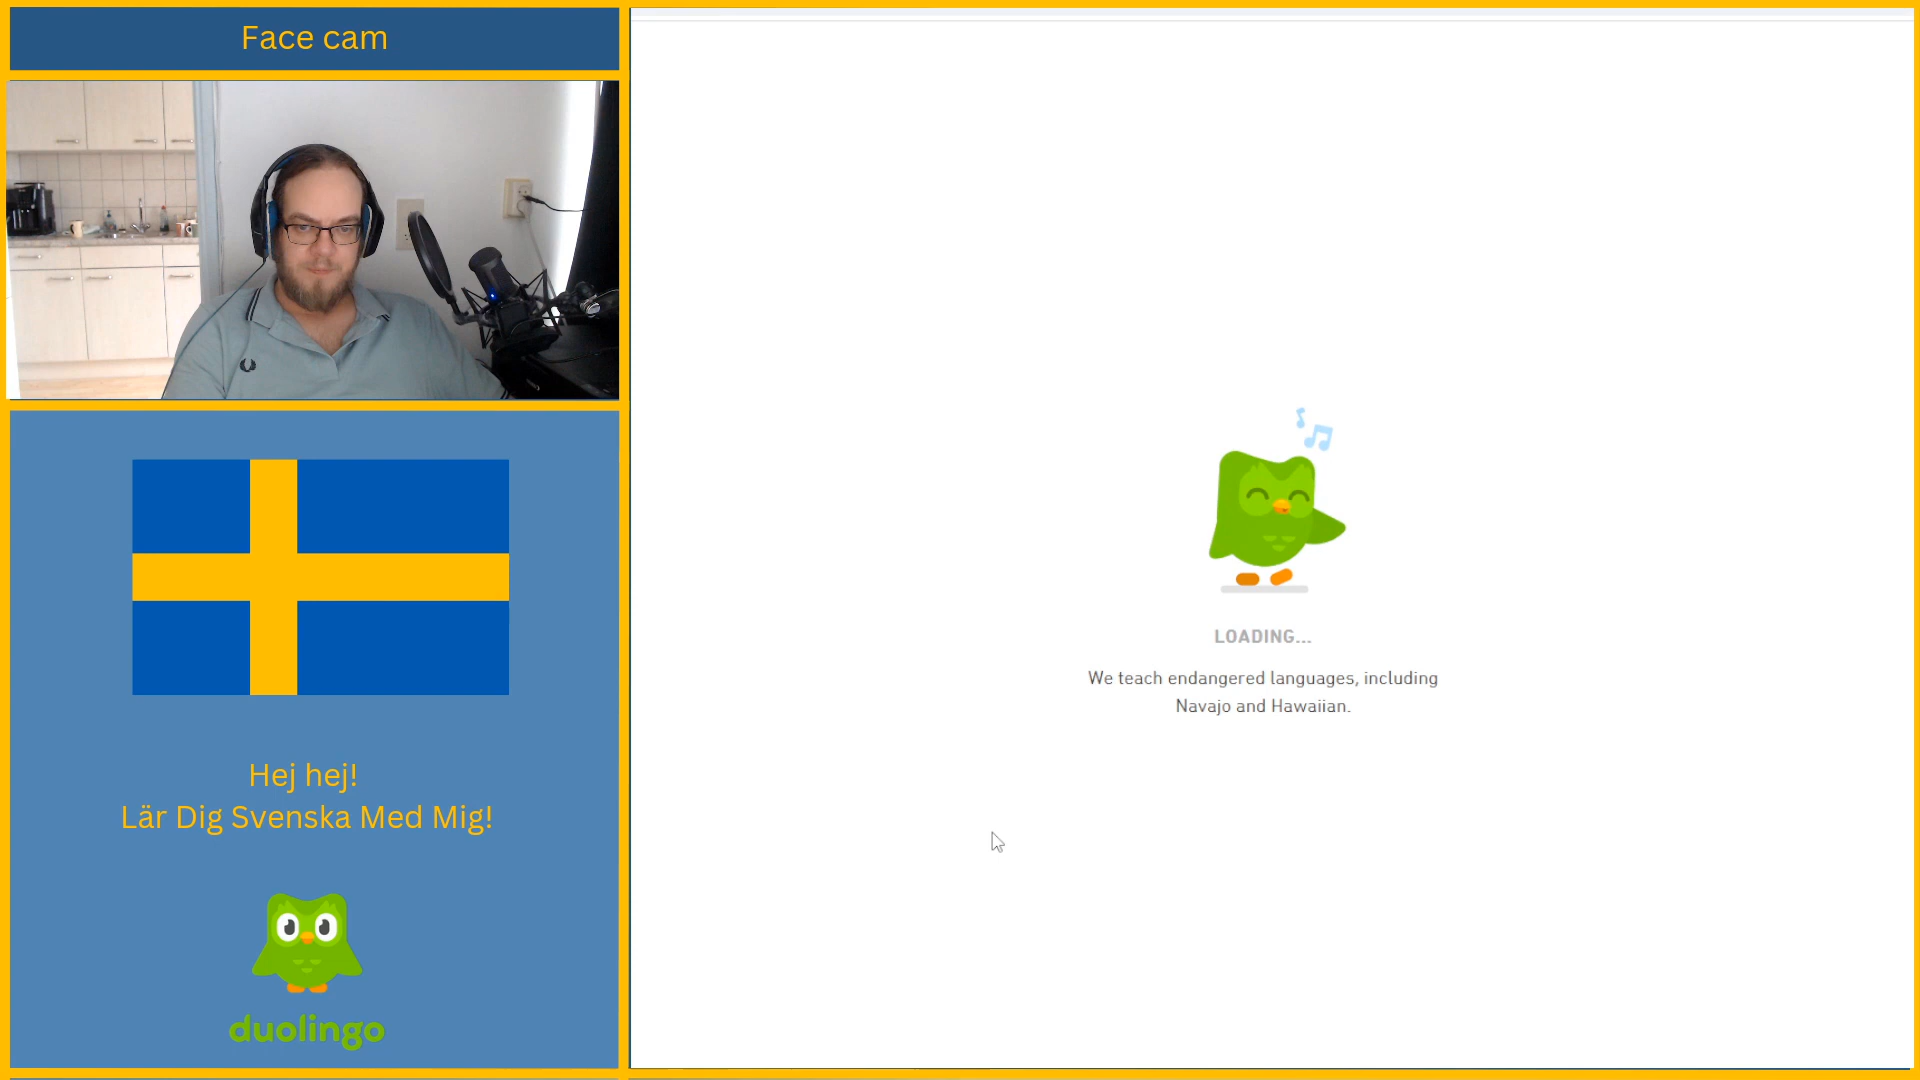 Face cam
LOADING...
We teach endangered languages, including
Navajo and Hawaiian.
Hej hej!
Lär Dig Svenska Med Mig!
duolingo